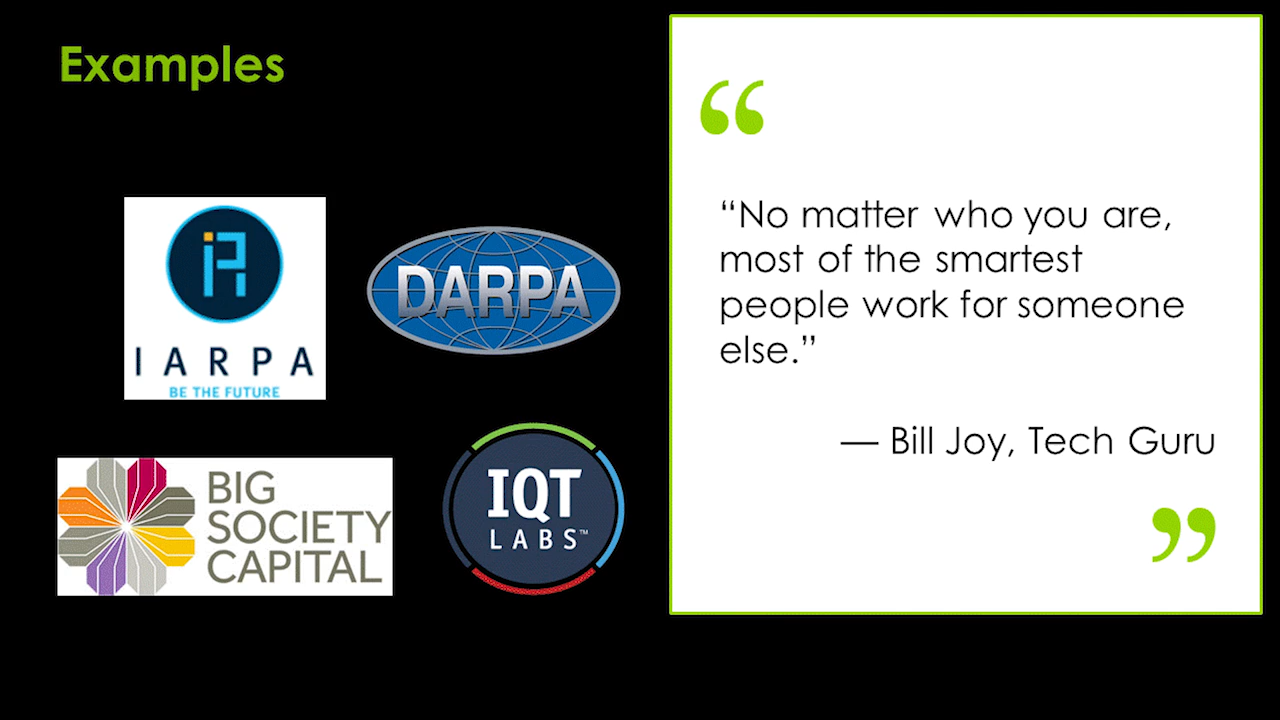 Examples
IARPA
BE THE FUTURE
DARPA
BIG
SOCIETY
CAPITAL
IQT
LABS™
“
“No matter who you are,
most of the smartest
people work for someone
else.”
— Bill Joy, Tech Guru
”